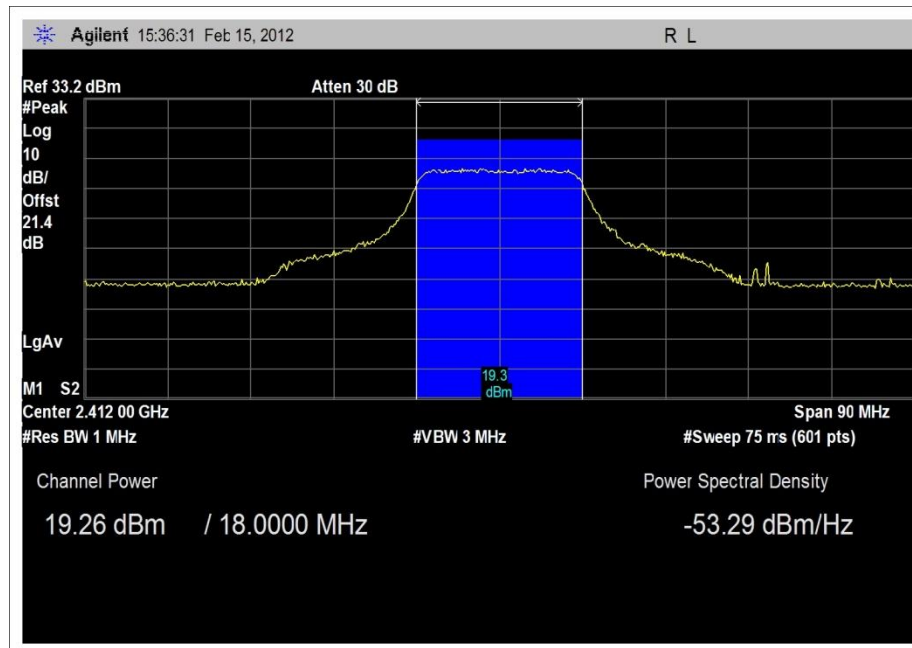 Agilent 15:36:31 Feb 15, 2012 R L
Ref 33.2 dBm Atten 30 dB
#Peak
Log
10
dB/
Offst
21.4
dB
LgAv
19.3
dBm
M1 S2
Center 2.412 00 GHz Span 90 MHz
#Res BW 1 MHz #VBW 3 MHz #Sweep 75 ms (601 pts)
Channel Power Power Spectral Density
19.26 dBm / 18.0000 MHz -53.29 dBm/Hz